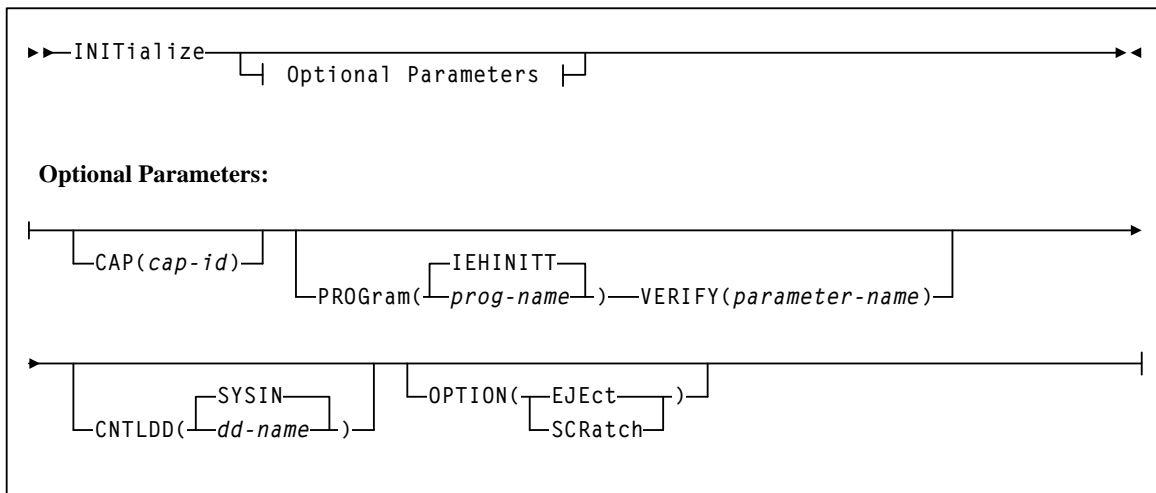 INITialize
Optional Parameters
Optional Parameters:
CAP(cap-id)
IEHINITT
PROGram( prog-name ) VERIFY(parameter-name)
SYSIN
CNTLDD( dd-name )
OPTION( EJEct )
SCRatch